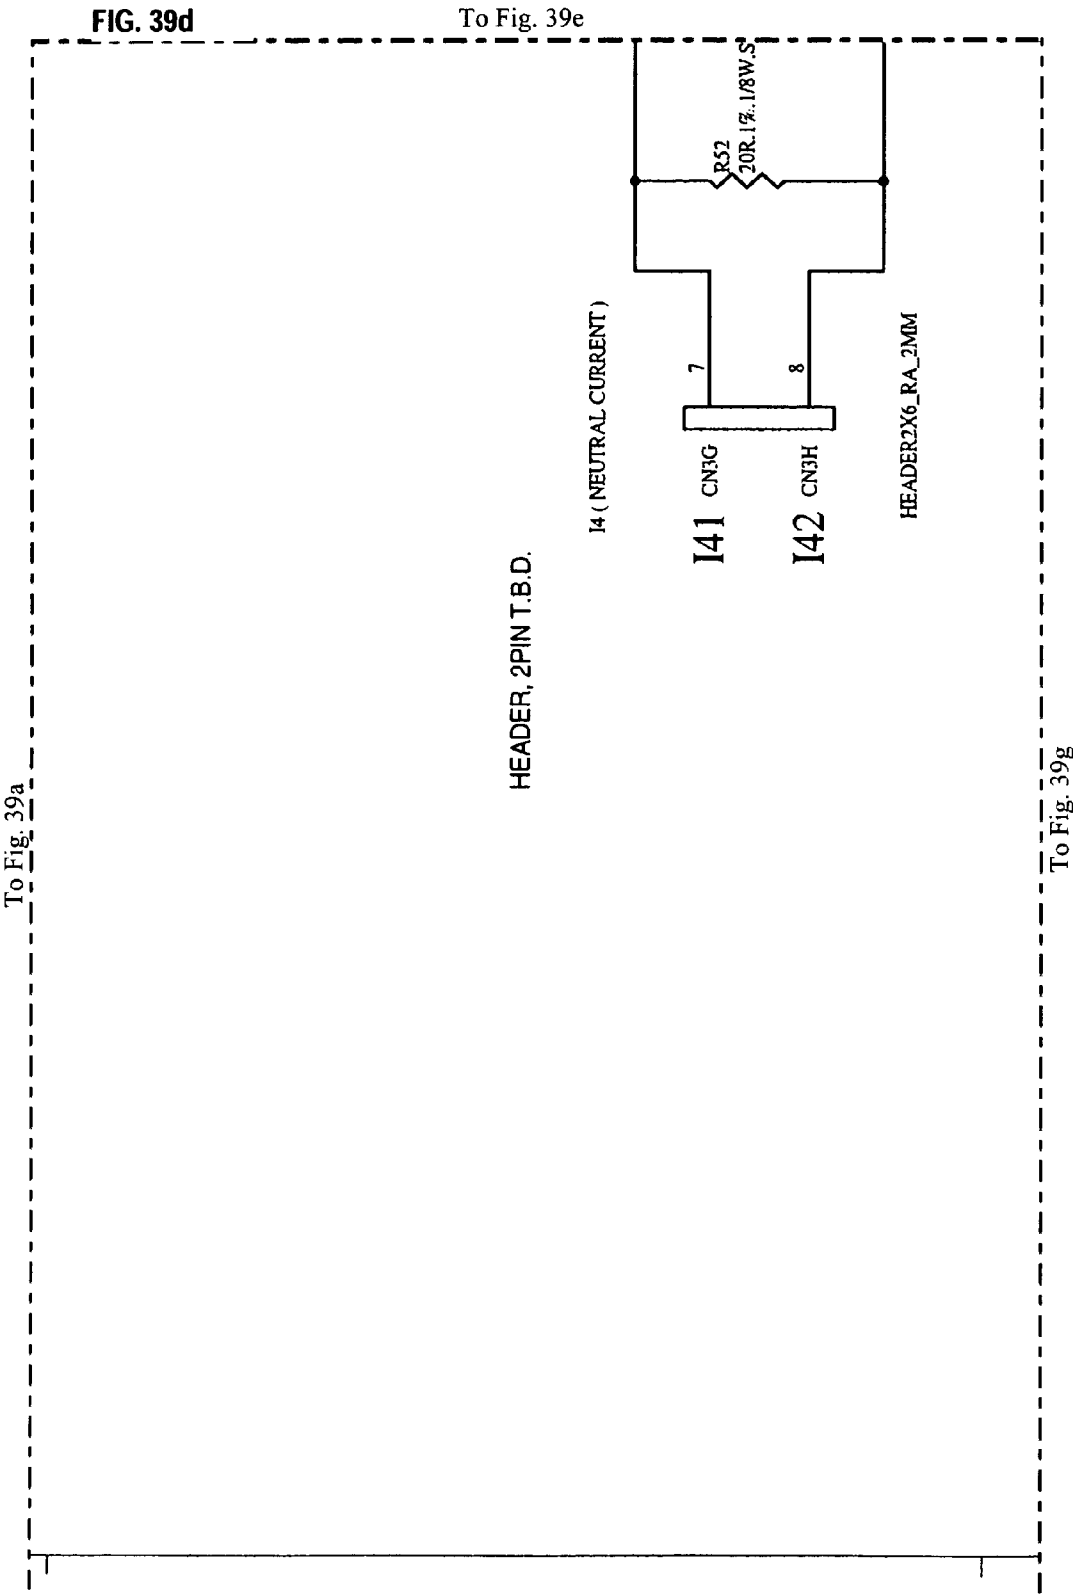 FIG. 39d
To Fig. 39e
To Fig. 39a
HEADER, 2PIN T.B.D.
I4 ( NEUTRAL CURRENT )
R52
20R.1%.1/8W.S
7
8
I41 CN3G
I42 CN3H
HEADER2X6_RA_2MM
To Fig. 39g